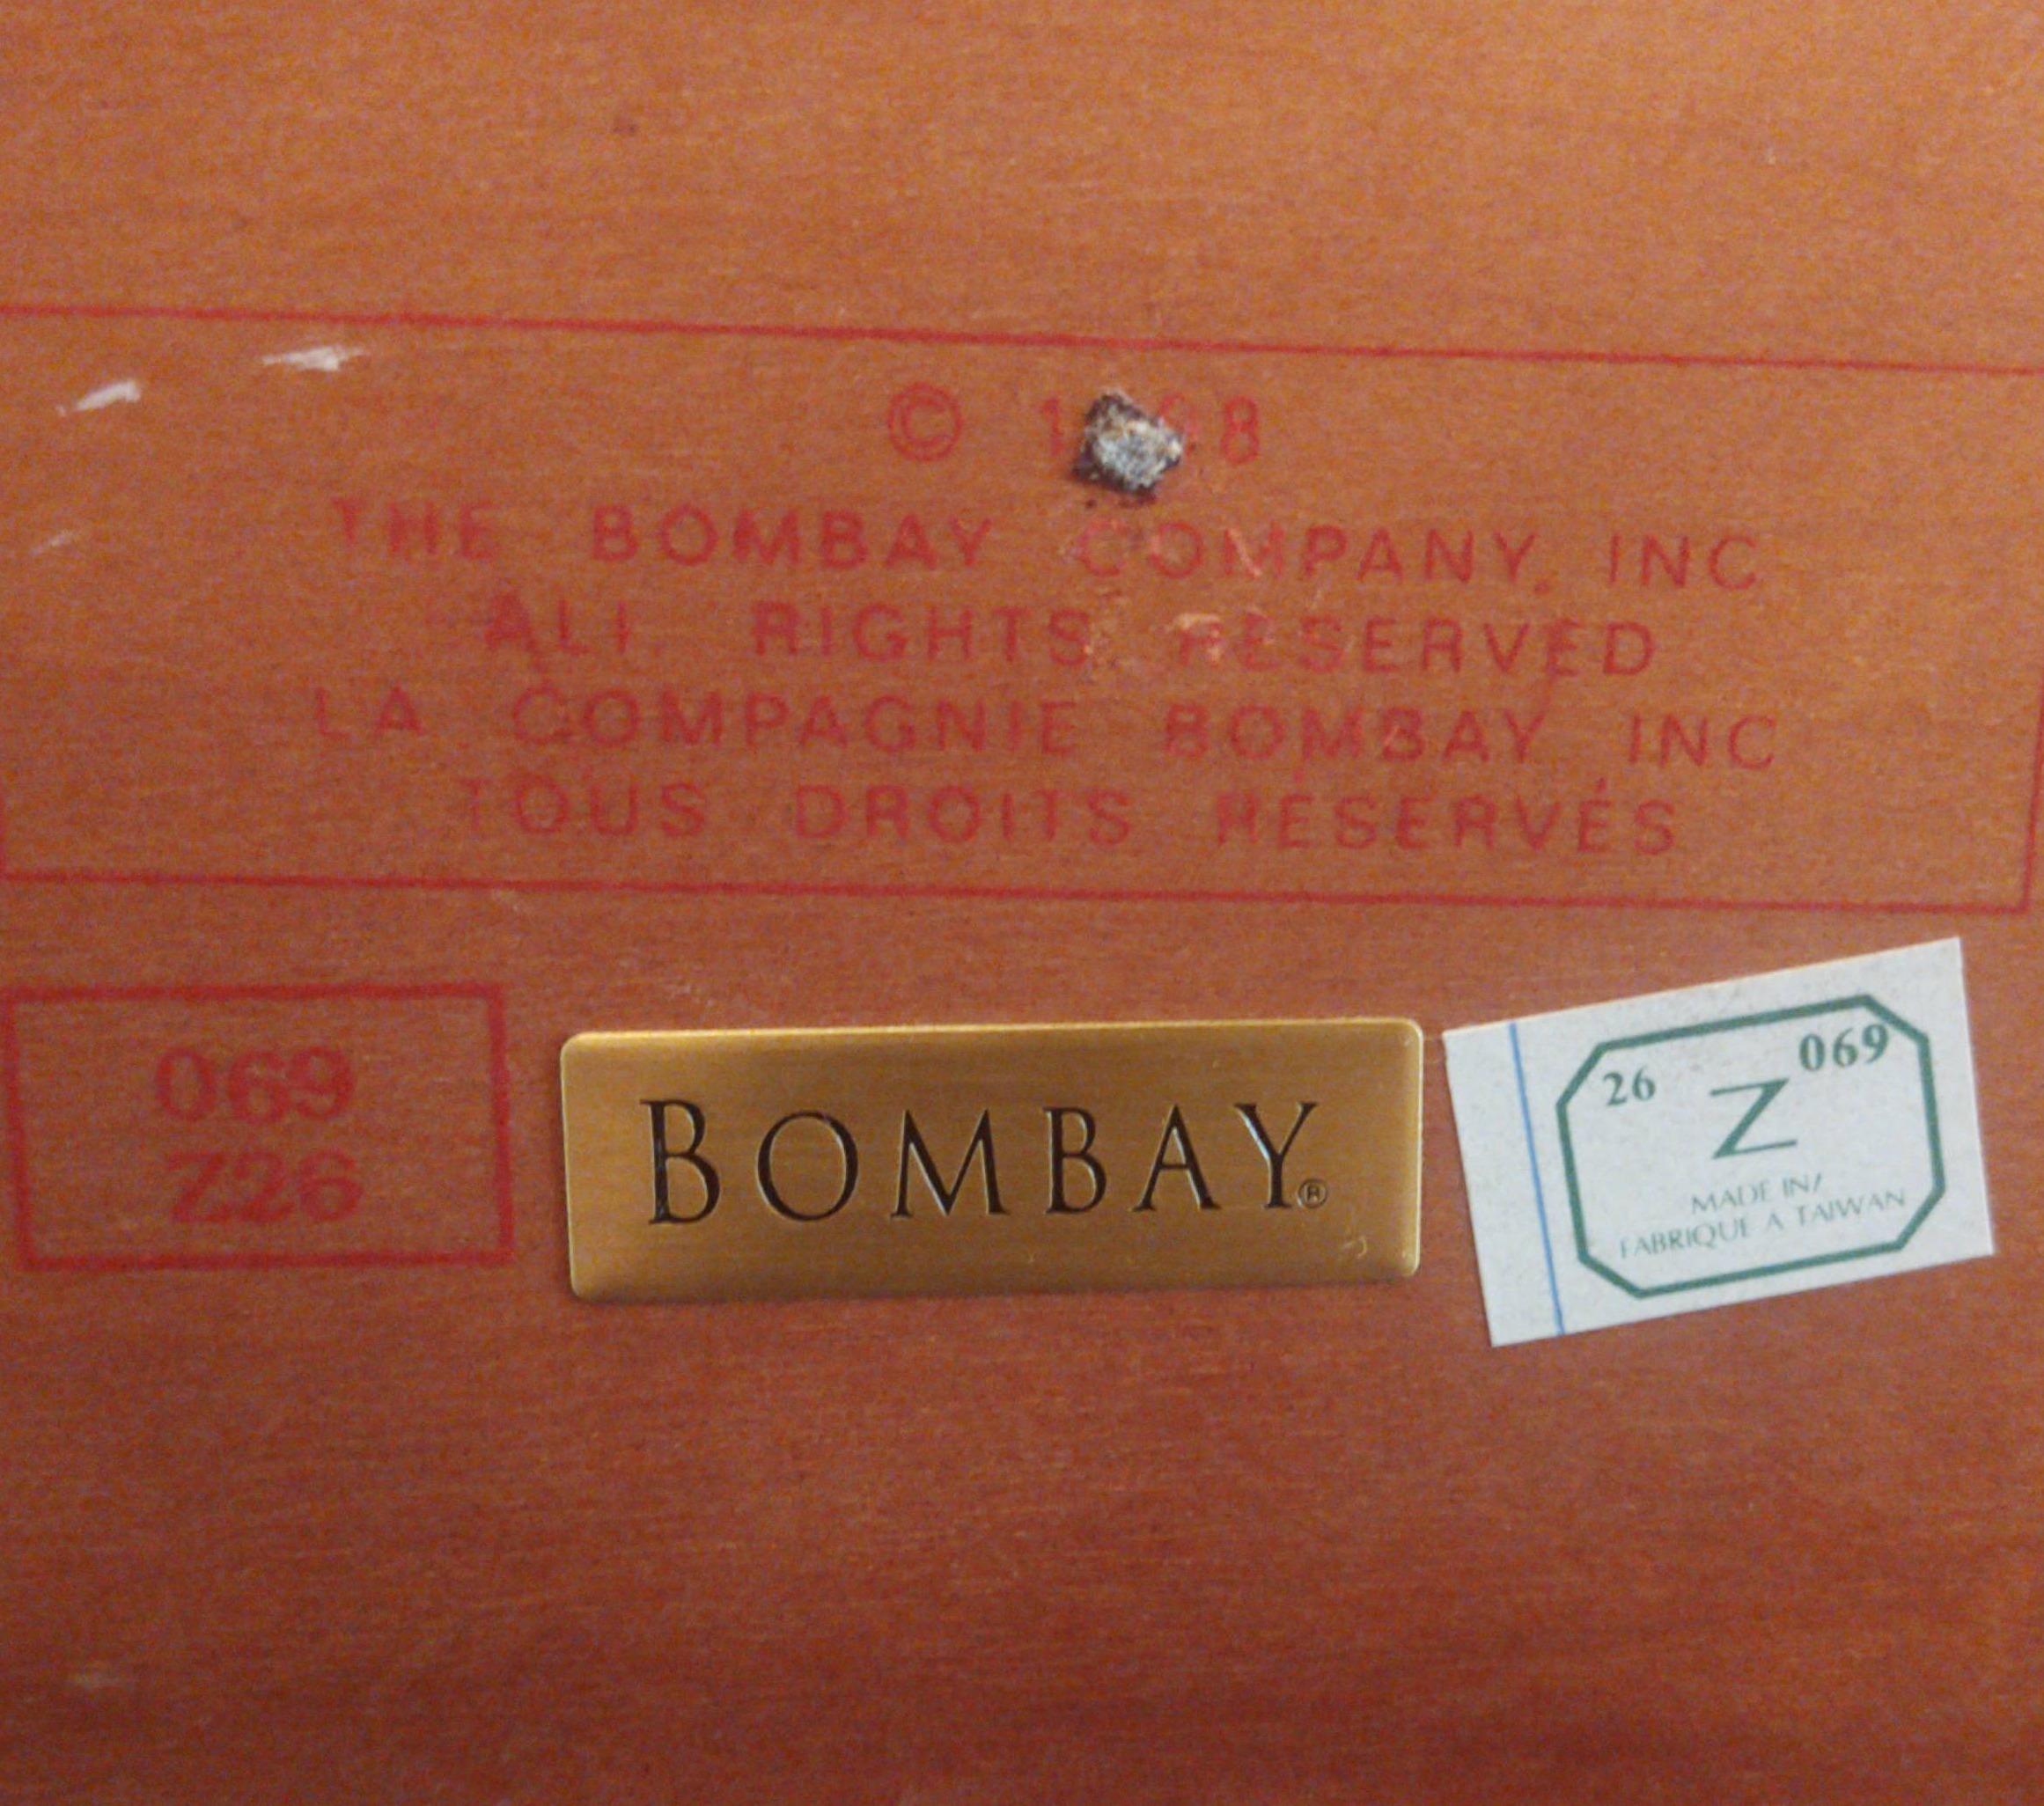 THE BOMBAY COMPANY, INC
ALL RIGHTS RESERVED
LA COMPAGNIE BOMBAY INC
TOUS DROITS RÉSERVÉS
069
Z26
BOMBAY®
26 Z 069
MADE IN/
FABRIQUE A TAIWAN